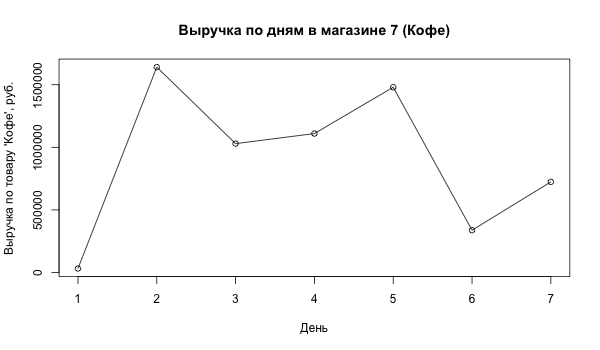 Выручка по дням в магазине 7 (Кофе)
Выручка по товару 'Кофе', руб.
1500000
1000000
500000
0
1 2 3 4 5 6 7
День